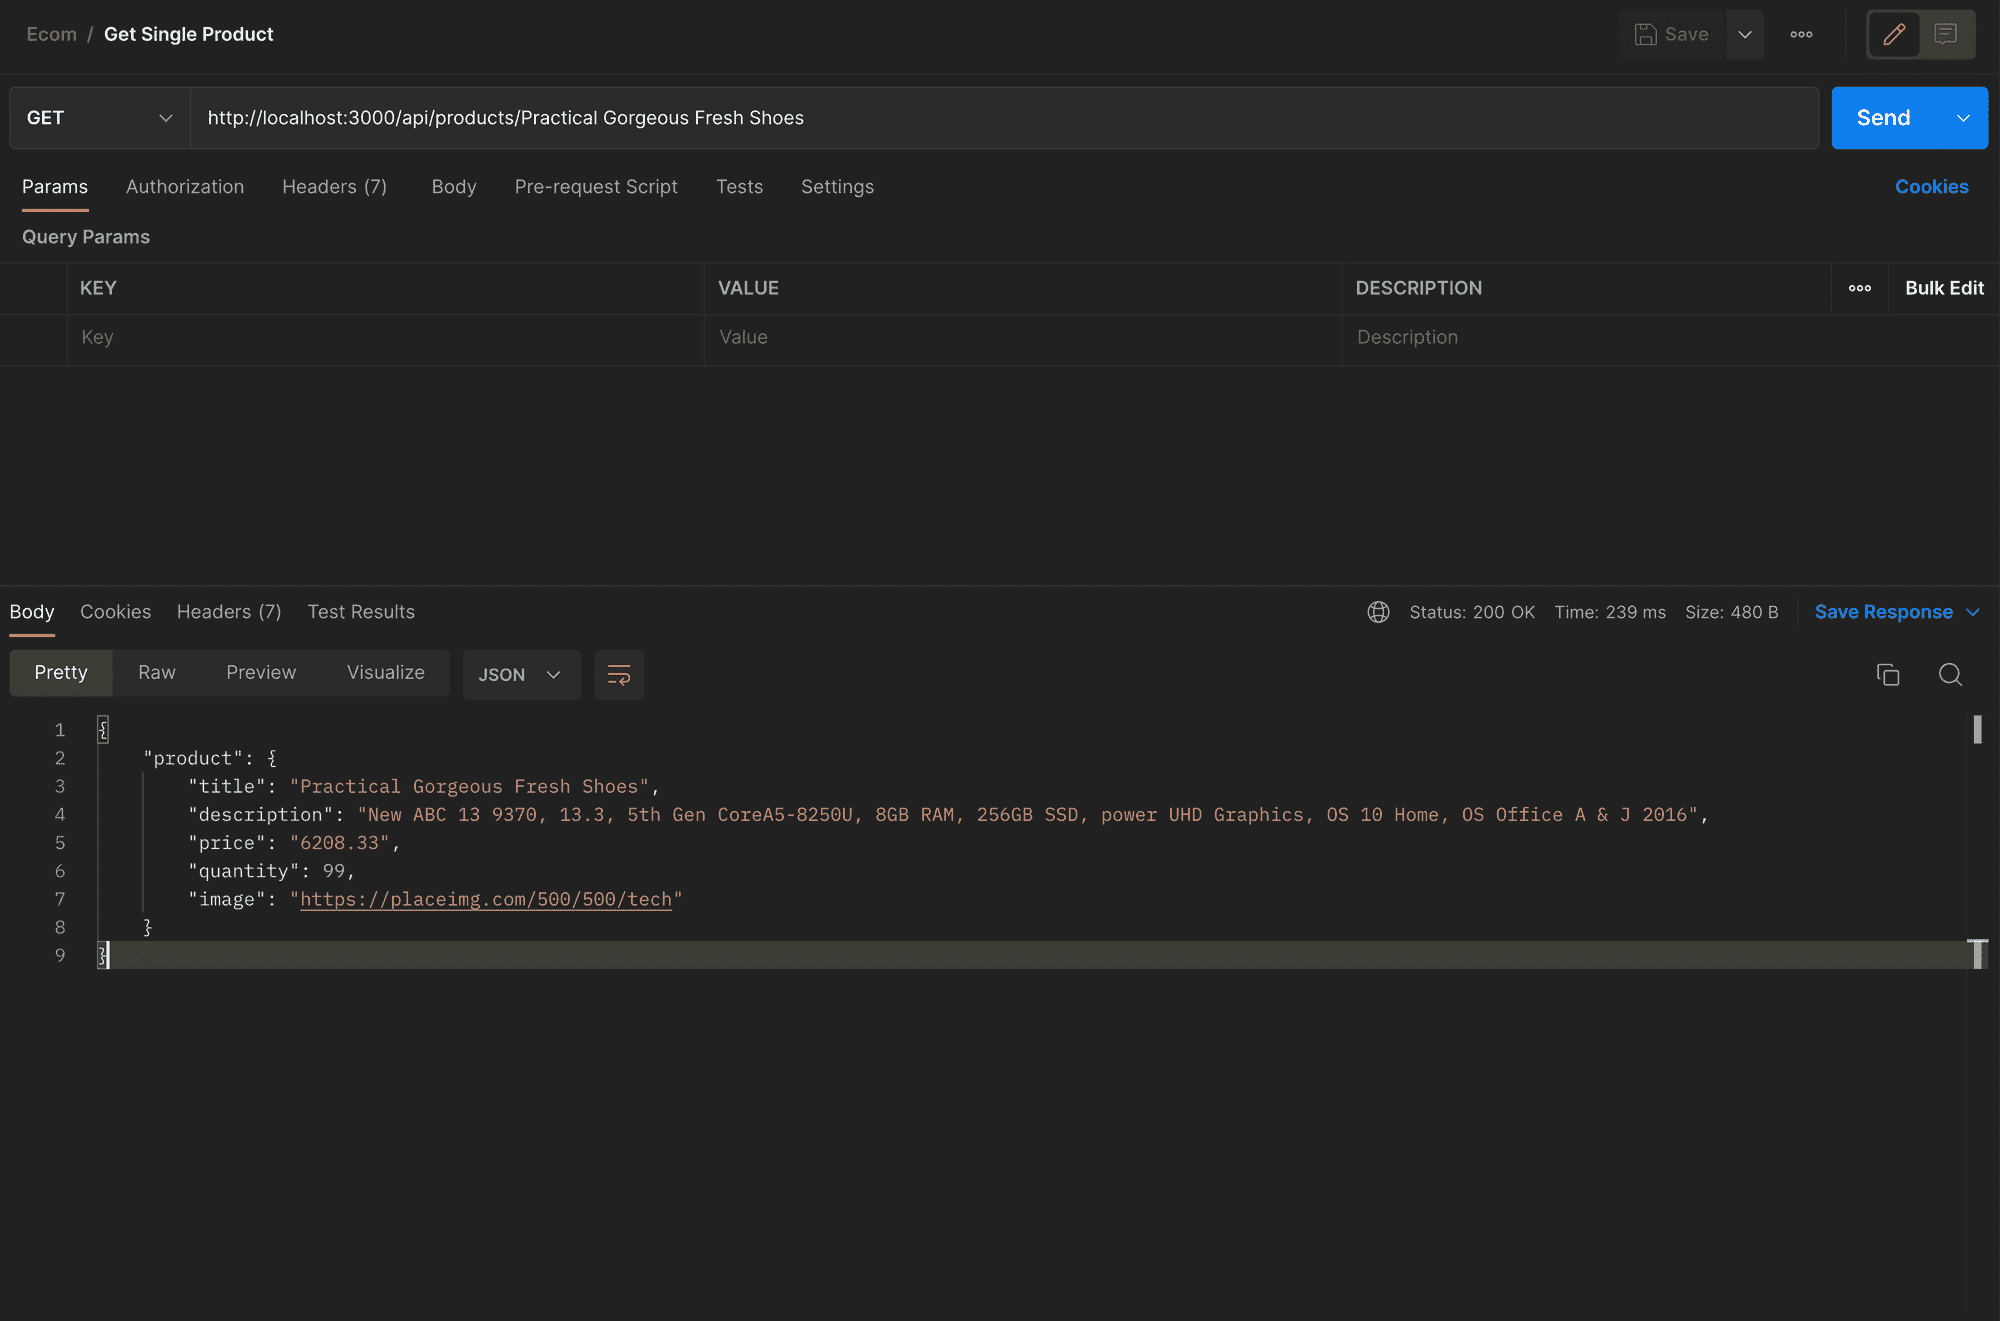 Ecom / Get Single Product
Save
GET
http://localhost:3000/api/products/Practical Gorgeous Fresh Shoes
Send
Params Authorization Headers (7) Body Pre-request Script Tests Settings Cookies
Query Params
KEY VALUE DESCRIPTION Bulk Edit
Key Value Description
Body Cookies Headers (7) Test Results Status: 200 OK Time: 239 ms Size: 480 B Save Response
Pretty Raw Preview Visualize JSON
1 {
2 "product": {
3 "title": "Practical Gorgeous Fresh Shoes",
4 "description": "New ABC 13 9370, 13.3, 5th Gen CoreA5-8250U, 8GB RAM, 256GB SSD, power UHD Graphics, OS 10 Home, OS Office A & J 2016",
5 "price": "6208.33",
6 "quantity": 99,
7 "image": "https://placeimg.com/500/500/tech"
8 }
9 }